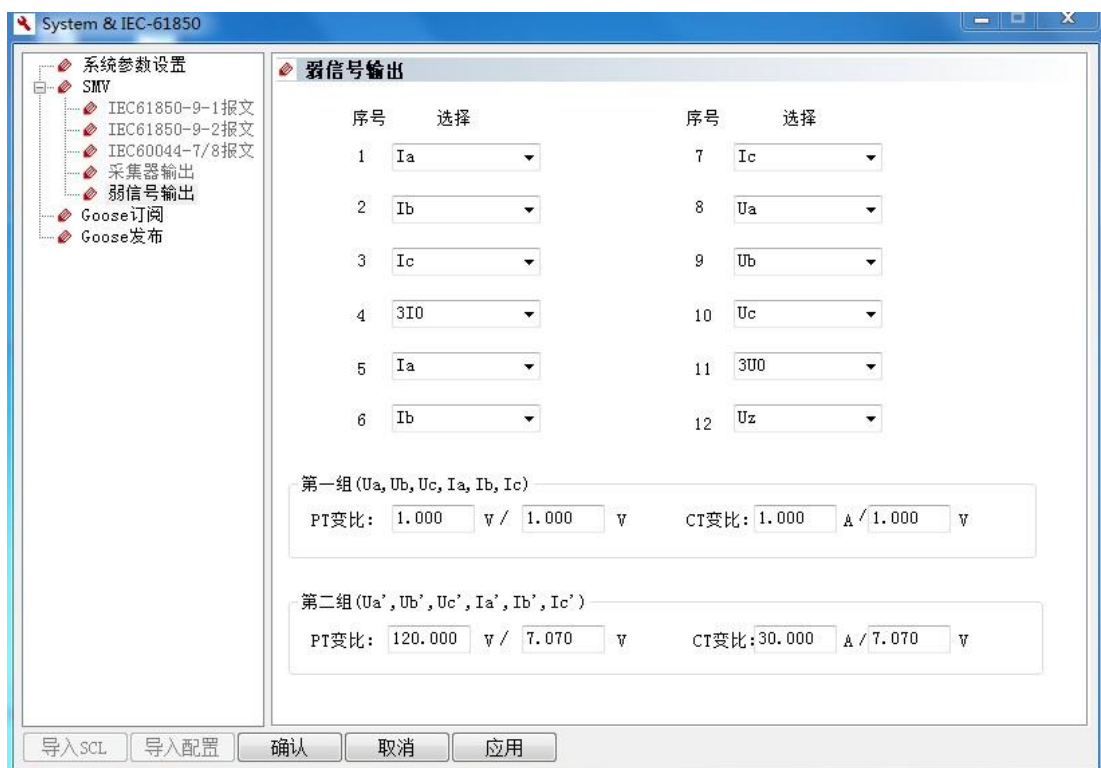 System & IEC-61850
系统参数设置
SMV
IEC61850-9-1报文
IEC61850-9-2报文
IEC60044-7/8报文
采集器输出
弱信号输出
Goose订阅
Goose发布
弱信号输出
序号 选择 序号 选择
1 Ia 7 Ic
2 Ib 8 Ua
3 Ic 9 Ub
4 3I0 10 Uc
5 Ia 11 3U0
6 Ib 12 Uz
第一组(Ua,Ub,Uc,Ia,Ib,Ic)
PT变比: 1.000 V / 1.000 V CT变比: 1.000 A / 1.000 V
第二组(Ua',Ub',Uc',Ia',Ib',Ic')
PT变比: 120.000 V / 7.070 V CT变比: 30.000 A / 7.070 V
导入SCL 导入配置 确认 取消 应用